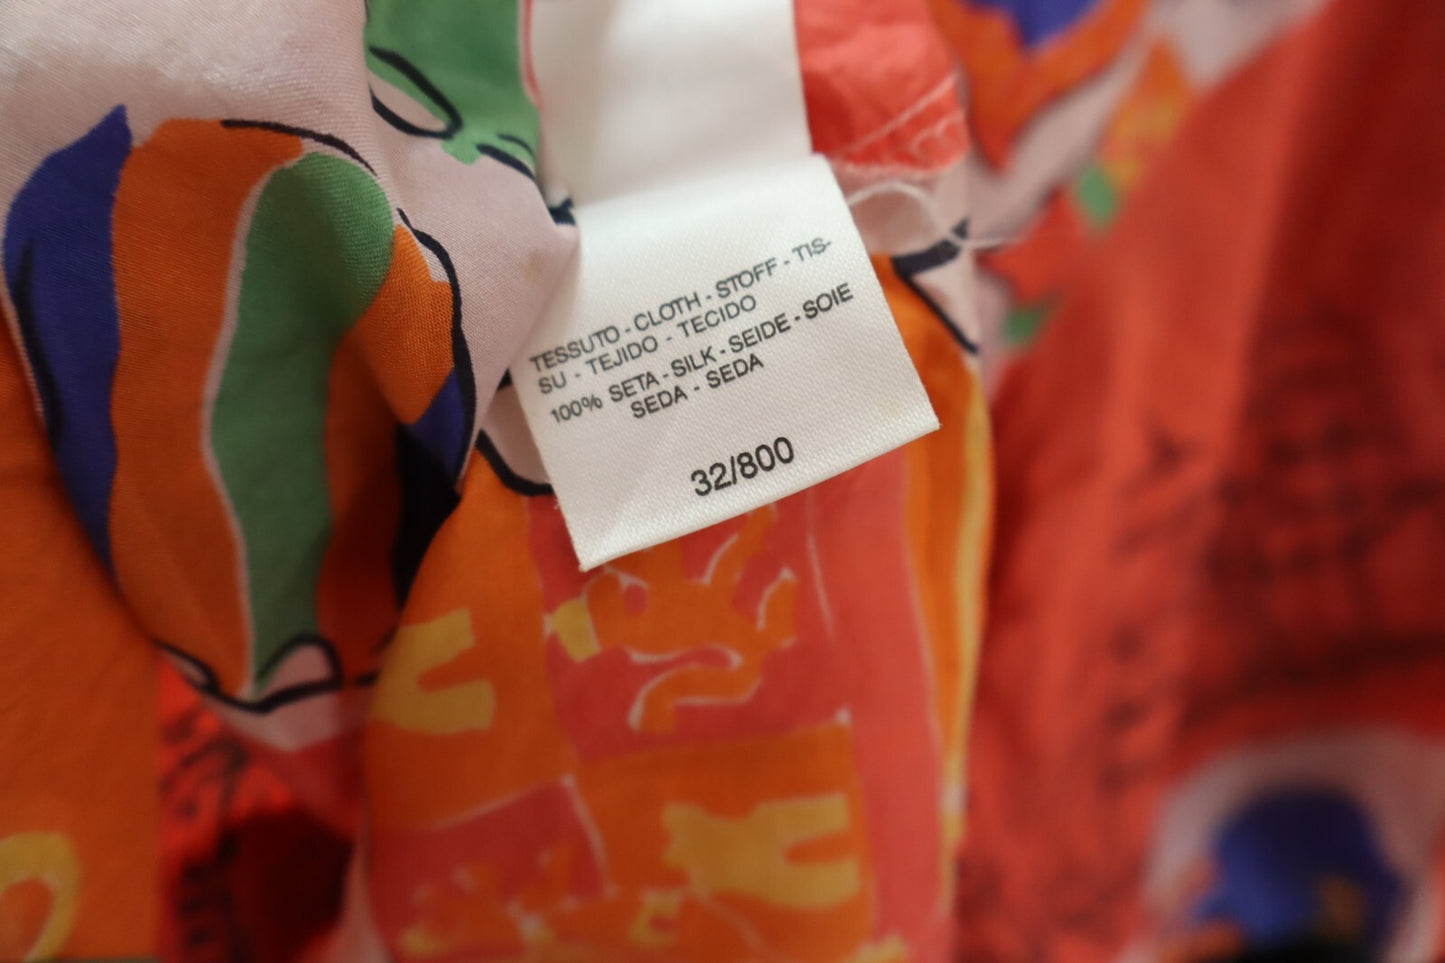 TESSUTO - CLOTH - STOFF - TIS-
SU - TEJIDO - TECIDO
100% SETA - SILK - SEIDE - SOIE
SEDA - SEDA
32/800